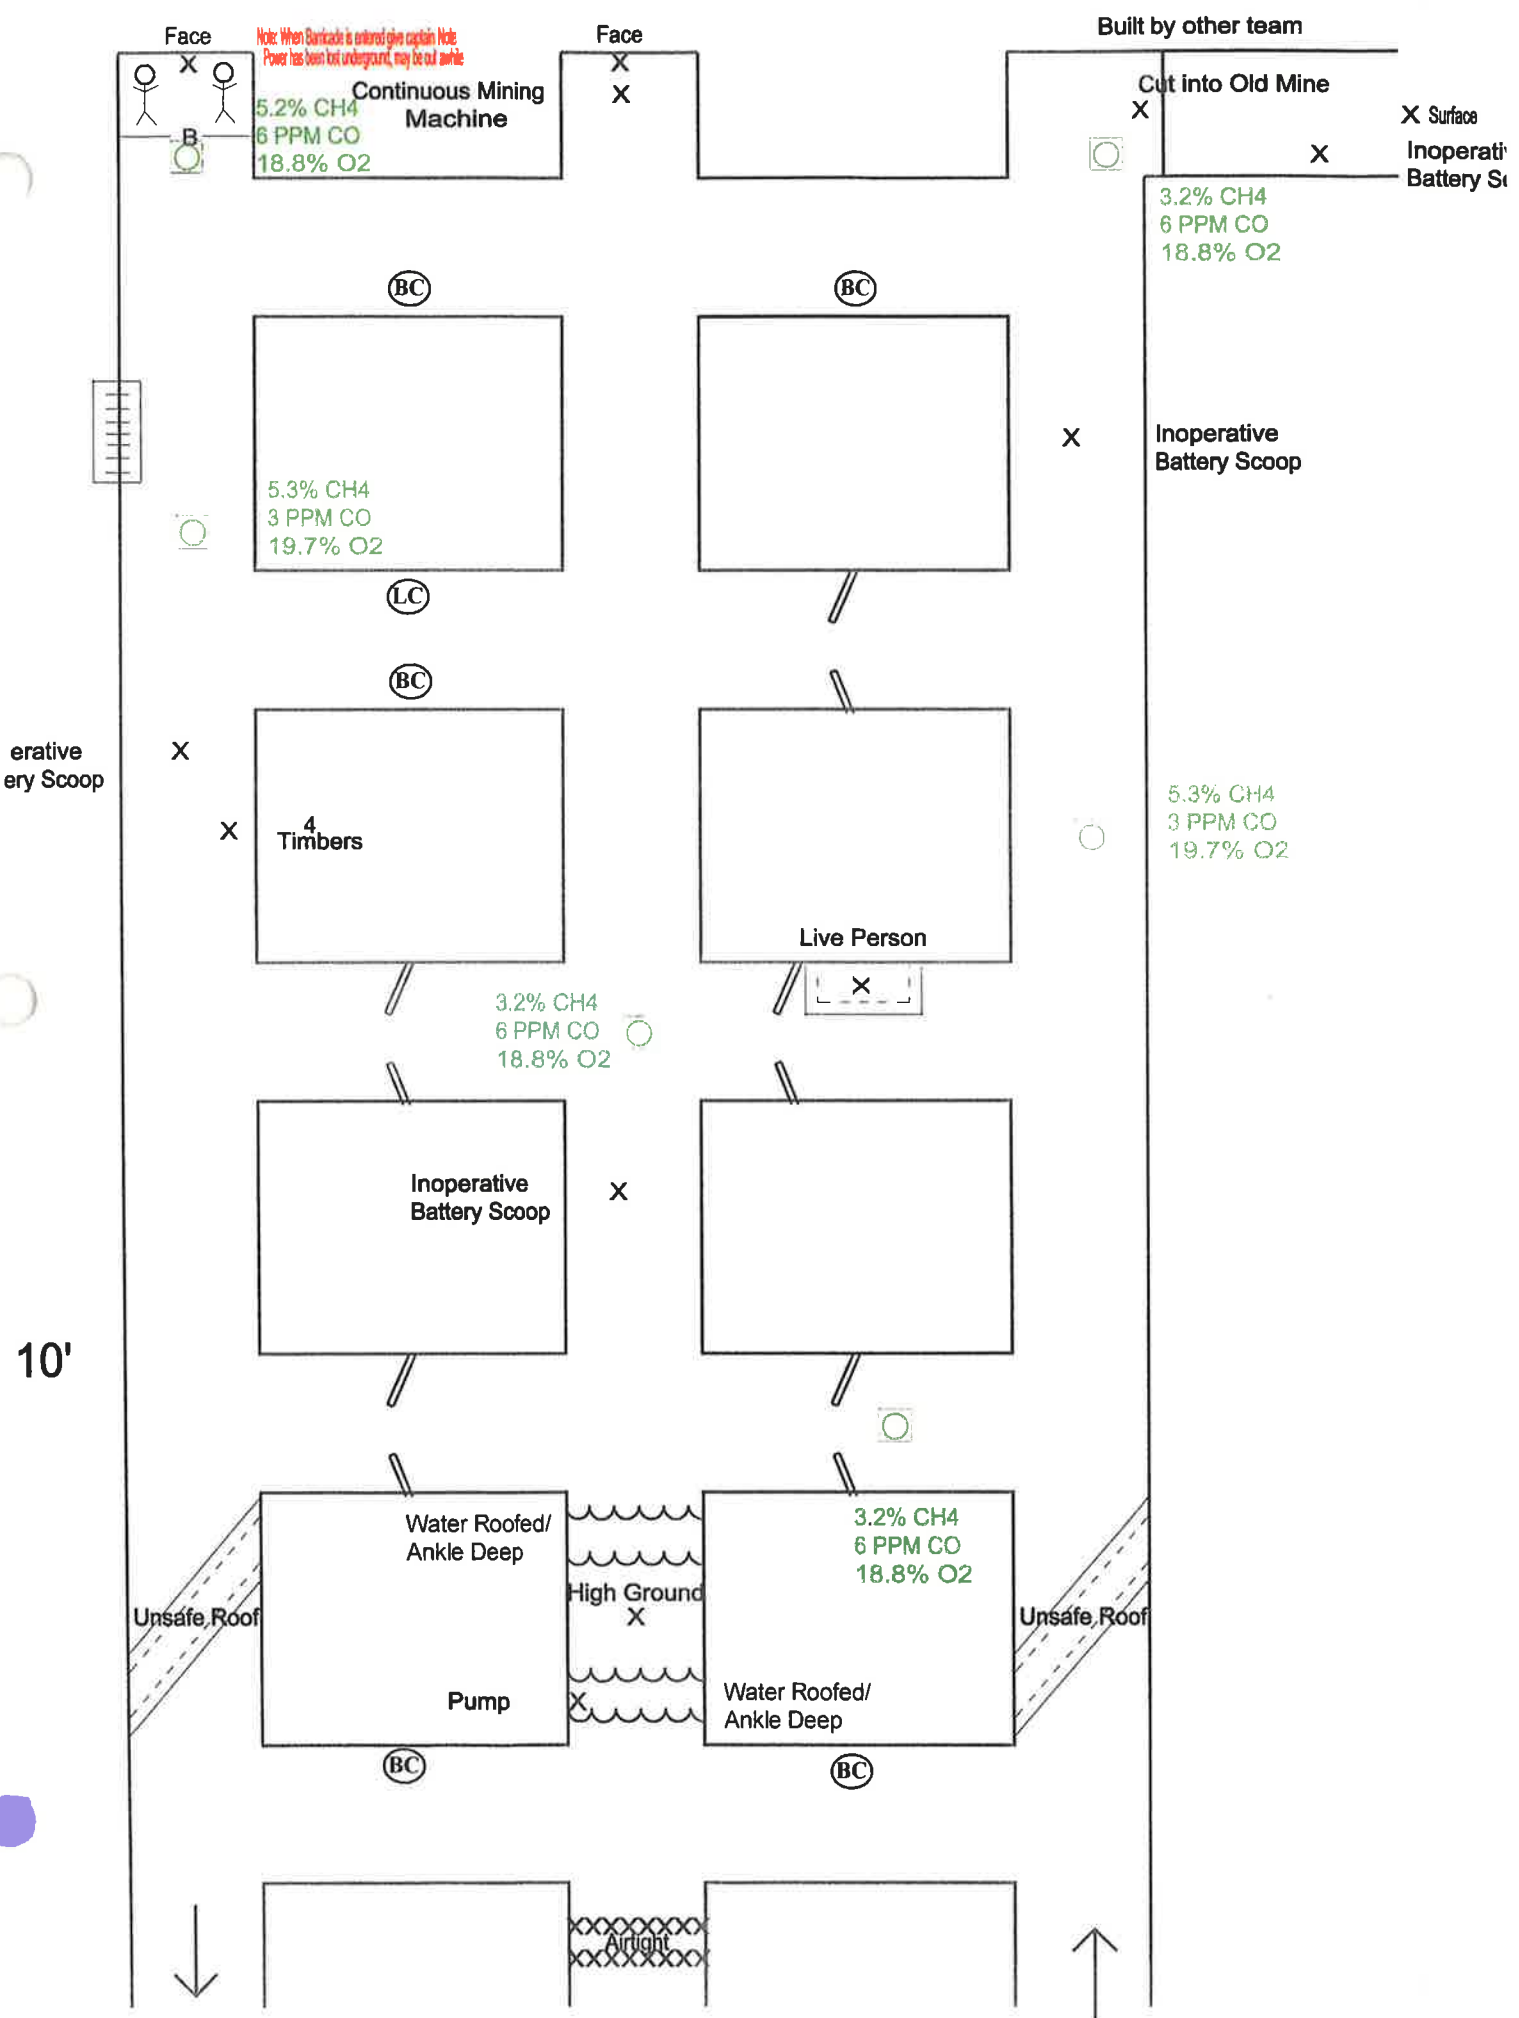 Face
Note: When Barricade is entered give captain Note
Power has been lost underground, may be out awhile
Face
Built by other team
Continuous Mining
Machine
5.2% CH4
6 PPM CO
18.8% O2
B
X
X
X
Cut into Old Mine
X
X
X Surface
Inoperati
Battery S
3.2% CH4
6 PPM CO
18.8% O2
BC
BC
X
Inoperative
Battery Scoop
5.3% CH4
3 PPM CO
19.7% O2
LC
BC
erative
ery Scoop
X
X
4
Timbers
5.3% CH4
3 PPM CO
19.7% O2
Live Person
X
3.2% CH4
6 PPM CO
18.8% O2
Inoperative
Battery Scoop
X
10'
Water Roofed/
Ankle Deep
3.2% CH4
6 PPM CO
18.8% O2
High Ground
X
Unsafe Roof
Unsafe Roof
Pump
X
Water Roofed/
Ankle Deep
BC
BC
Airtight